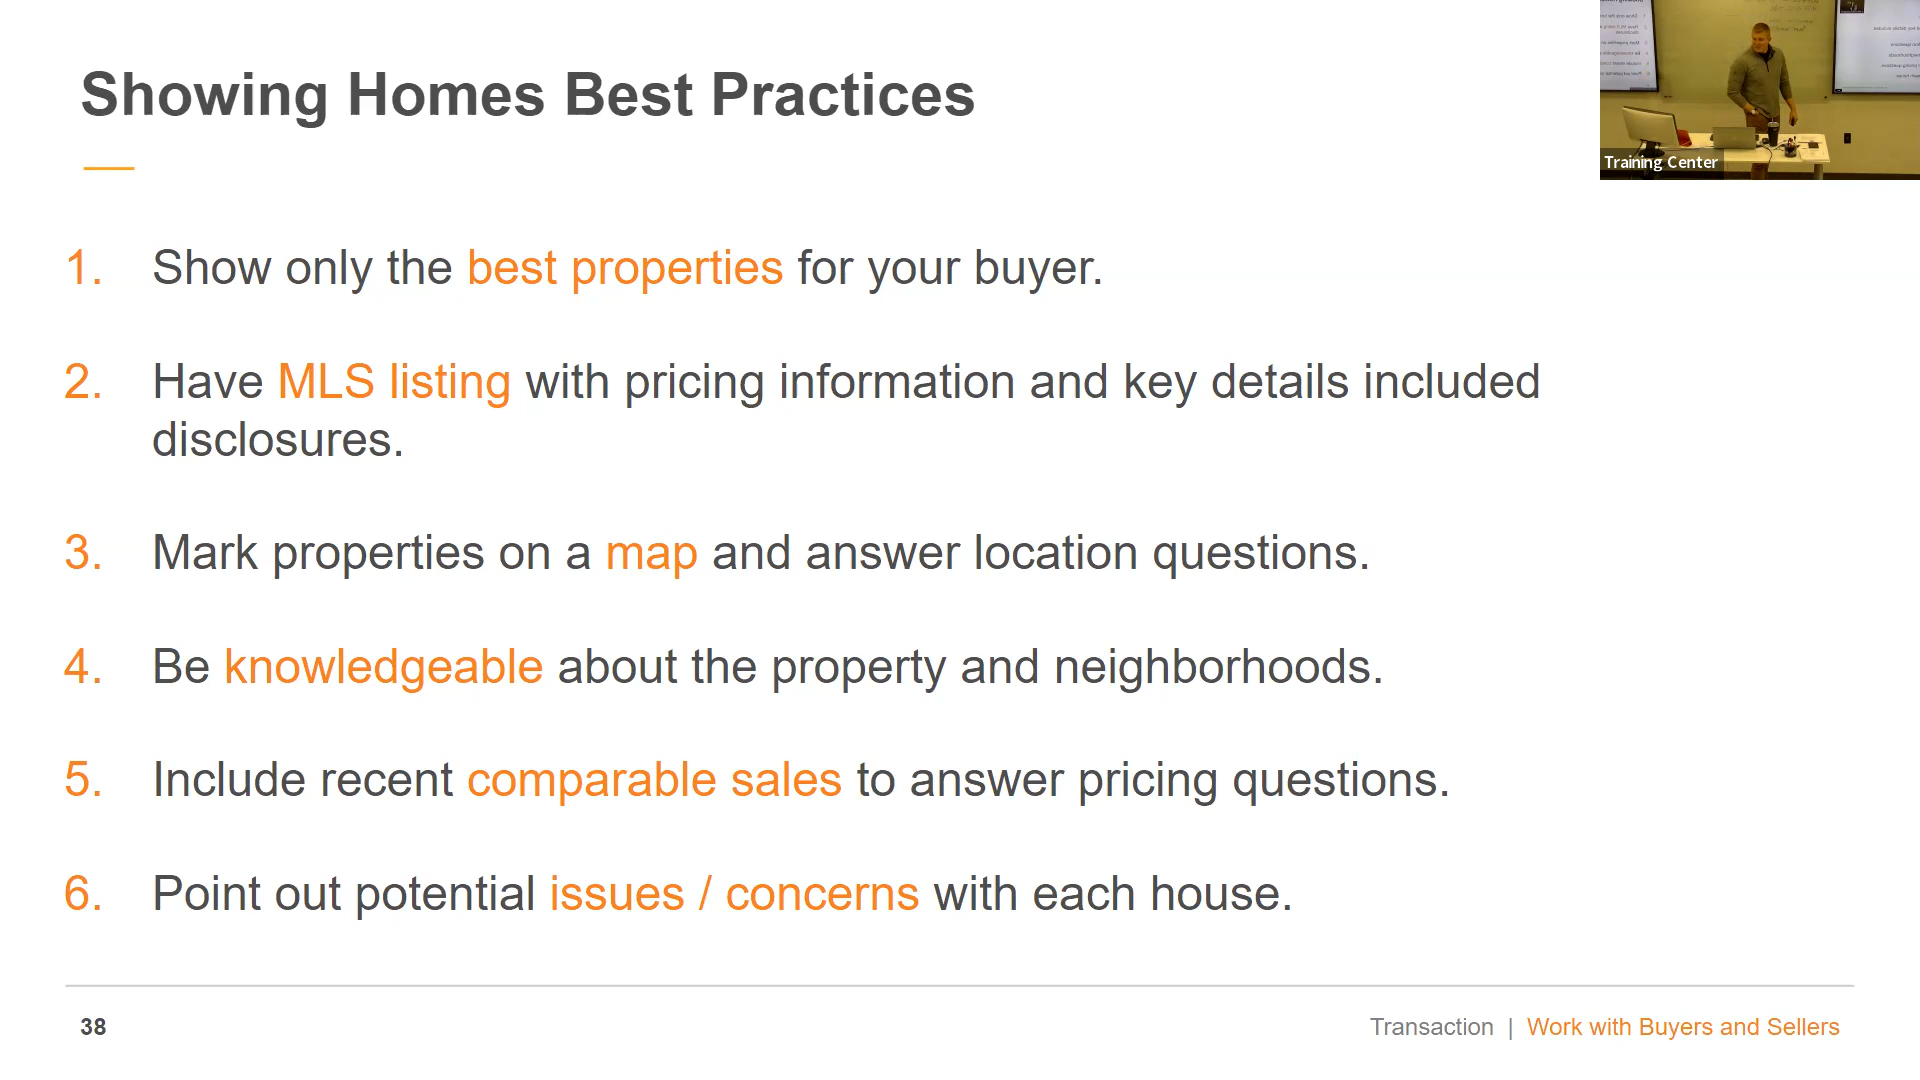 Showing Homes Best Practices
Training Center
1. Show only the best properties for your buyer.
2. Have MLS listing with pricing information and key details included
disclosures.
3. Mark properties on a map and answer location questions.
4. Be knowledgeable about the property and neighborhoods.
5. Include recent comparable sales to answer pricing questions.
6. Point out potential issues / concerns with each house.
38
Transaction | Work with Buyers and Sellers